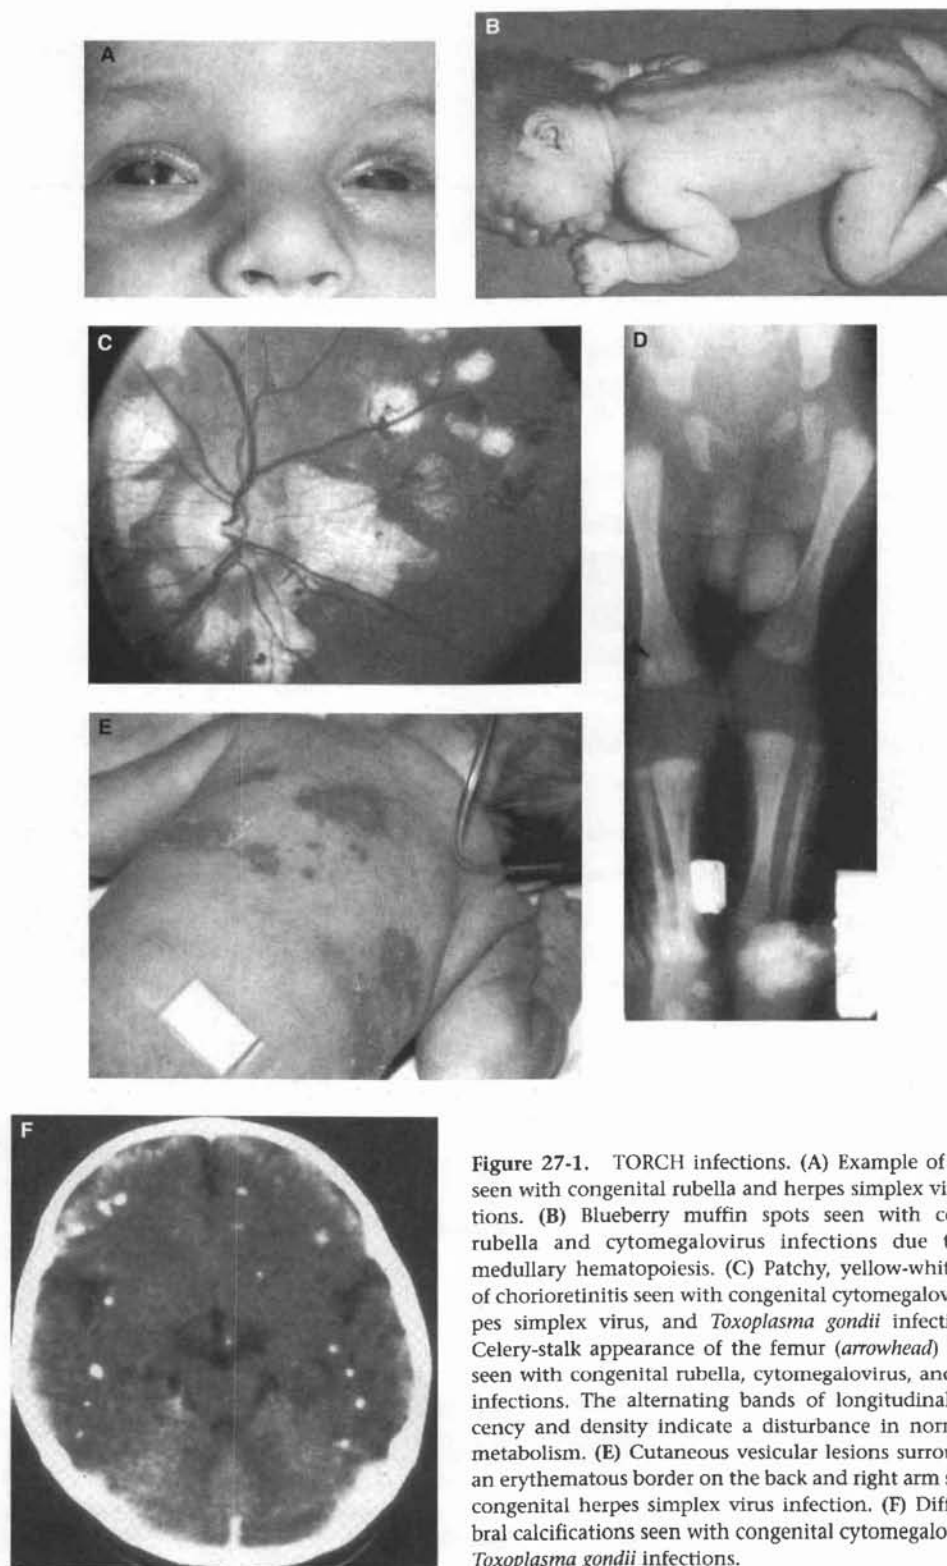 A
B
C
D
E
F
Figure 27-1. TORCH infections. (A) Example of
seen with congenital rubella and herpes simplex vi
tions. (B) Blueberry muffin spots seen with c
rubella and cytomegalovirus infections due t
medullary hematopoiesis. (C) Patchy, yellow-whit
of chorioretinitis seen with congenital cytomegalov
pes simplex virus, and Toxoplasma gondii infecti
Celery-stalk appearance of the femur (arrowhead)
seen with congenital rubella, cytomegalovirus, and
infections. The alternating bands of longitudinal
cency and density indicate a disturbance in norm
metabolism. (E) Cutaneous vesicular lesions surro
an erythematous border on the back and right arm s
congenital herpes simplex virus infection. (F) Diff
bral calcifications seen with congenital cytomegalo
Toxoplasma gondii infections.